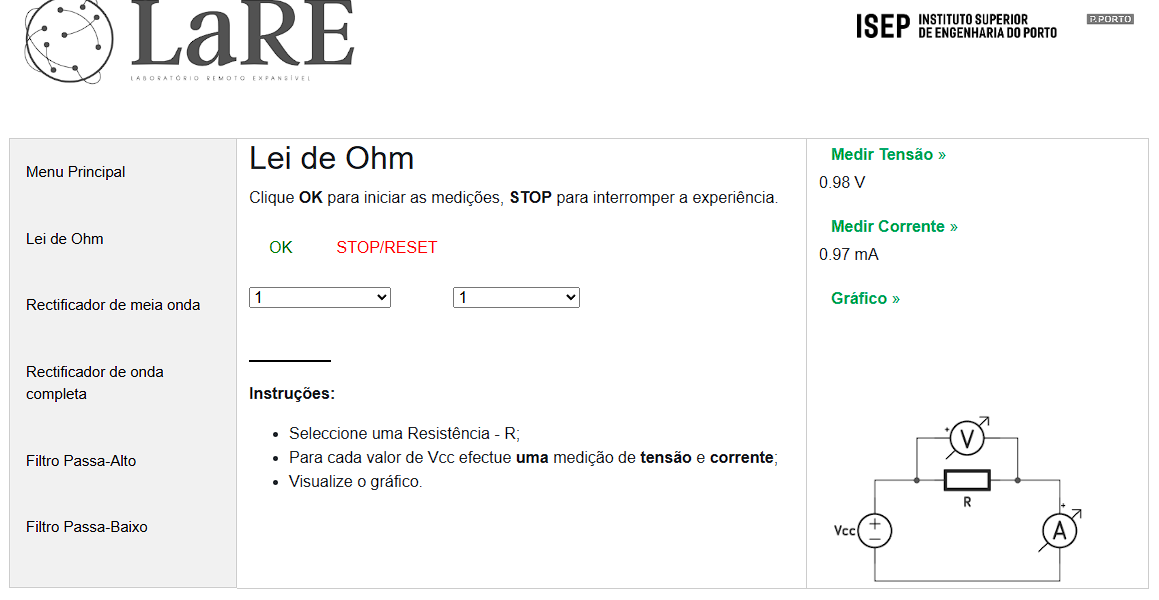 LaRE
LABORATÓRIO REMOTO EXPANSÍVEL
ISEP INSTITUTO SUPERIOR
DE ENGENHARIA DO PORTO
P.PORTO
Menu Principal
Lei de Ohm
Rectificador de meia onda
Rectificador de onda
completa
Filtro Passa-Alto
Filtro Passa-Baixo
Lei de Ohm
Clique OK para iniciar as medições, STOP para interromper a experiência.
OK STOP/RESET
1 1
Instruções:
• Seleccione uma Resistência - R;
• Para cada valor de Vcc efectue uma medição de tensão e corrente;
• Visualize o gráfico.
Medir Tensão »
0.98 V
Medir Corrente »
0.97 mA
Gráfico »
+ V
R
Vcc + −
+ A